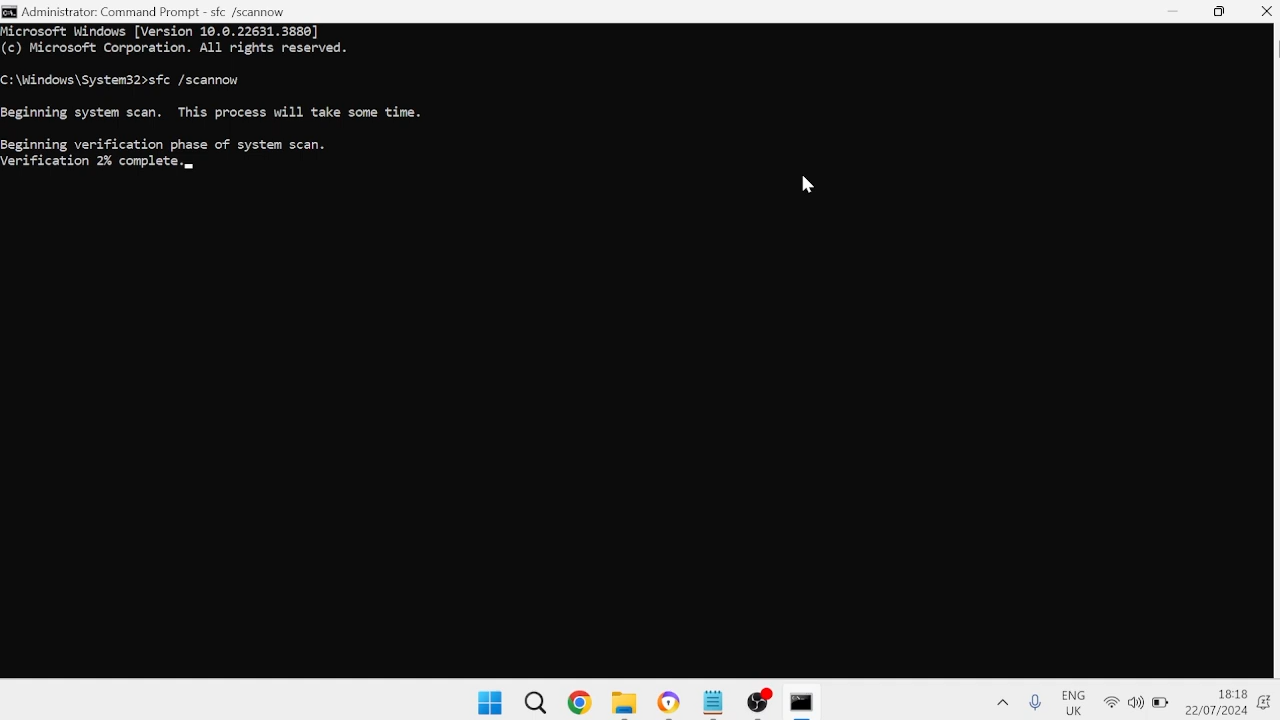 Administrator: Command Prompt - sfc  /scannow
Microsoft Windows [Version 10.0.22631.3880]
(c) Microsoft Corporation. All rights reserved.
C:\Windows\System32>sfc /scannow
Beginning system scan.  This process will take some time.
Beginning verification phase of system scan.
Verification 2% complete.
ENG
UK
18:18
22/07/2024